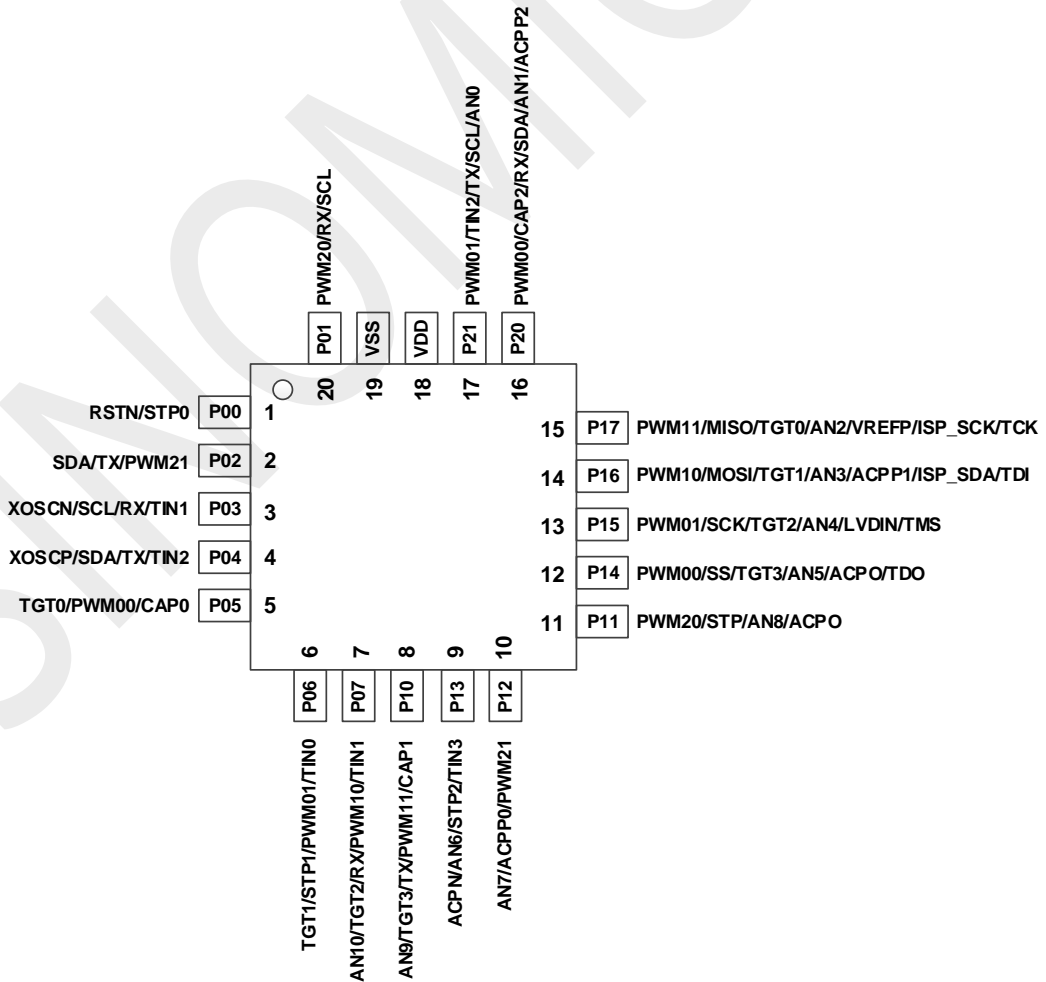 PWM20/RX/SCL
PWM01/TIN2/TX/SCL/AN0
PWM00/CAP2/RX/SDA/AN1/ACPP2
P01
VSS
VDD
P21
P20
20
19
18
17
16
RSTN/STP0 P00 1
SDA/TX/PWM21 P02 2
XOSCN/SCL/RX/TIN1 P03 3
XOSCP/SDA/TX/TIN2 P04 4
TGT0/PWM00/CAP0 P05 5
15 P17 PWM11/MISO/TGT0/AN2/VREFP/ISP_SCK/TCK
14 P16 PWM10/MOSI/TGT1/AN3/ACPP1/ISP_SDA/TDI
13 P15 PWM01/SCK/TGT2/AN4/LVDIN/TMS
12 P14 PWM00/SS/TGT3/AN5/ACPO/TDO
11 P11 PWM20/STP/AN8/ACPO
6
7
8
9
10
P06
P07
P10
P13
P12
TGT1/STP1/PWM01/TIN0
AN10/TGT2/RX/PWM10/TIN1
AN9/TGT3/TX/PWM11/CAP1
ACPN/AN6/STP2/TIN3
AN7/ACPP0/PWM21